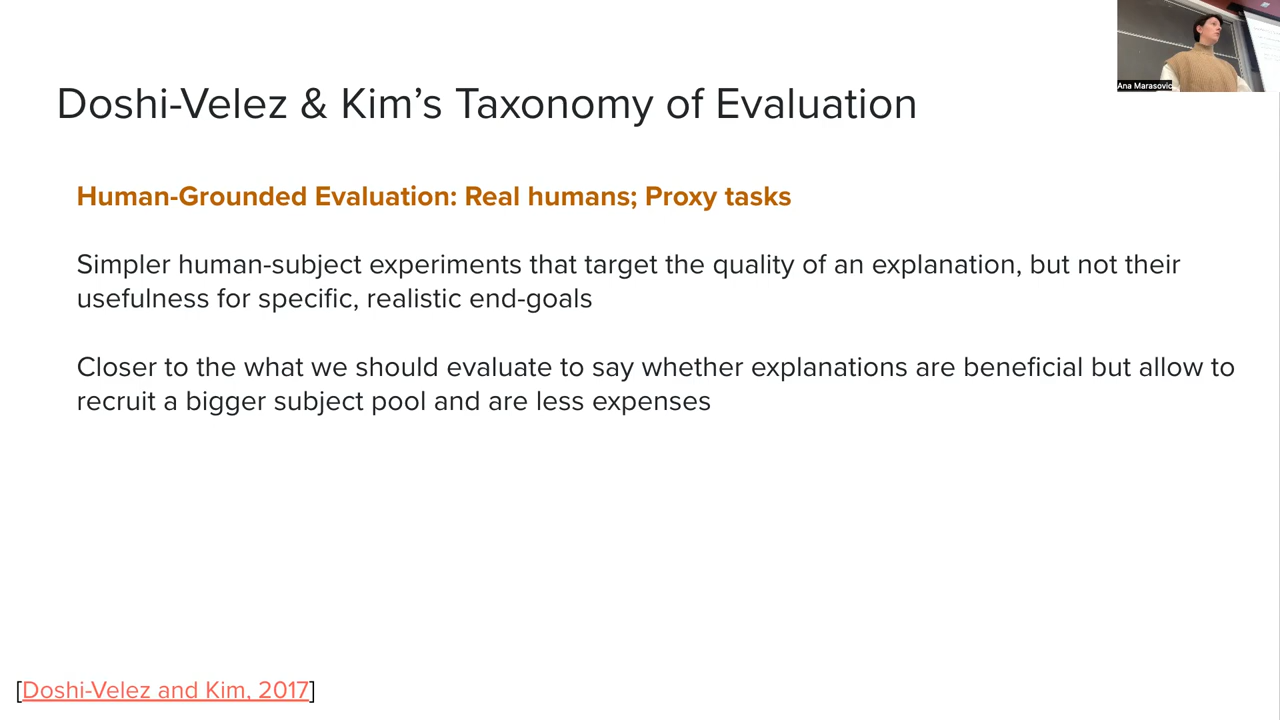 Doshi-Velez & Kim’s Taxonomy of Evaluation
Human-Grounded Evaluation: Real humans; Proxy tasks
Simpler human-subject experiments that target the quality of an explanation, but not their
usefulness for specific, realistic end-goals
Closer to the what we should evaluate to say whether explanations are beneficial but allow to
recruit a bigger subject pool and are less expenses
[Doshi-Velez and Kim, 2017]
Ana Marasovic